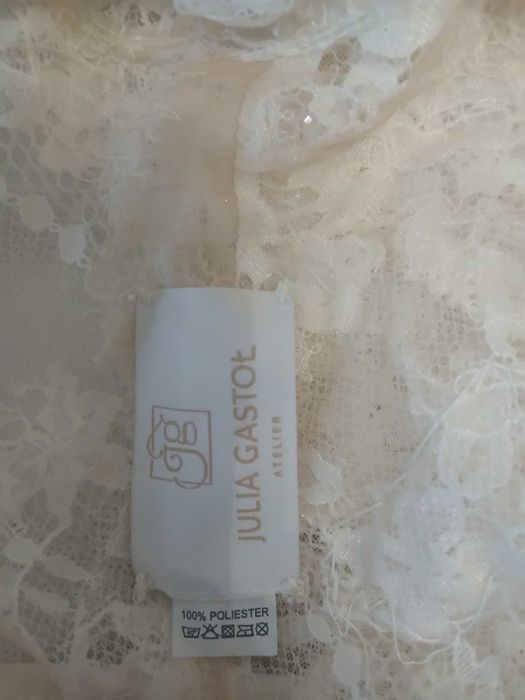 jg
JULIA GASTOŁ
ATELIER
100% POLIESTER